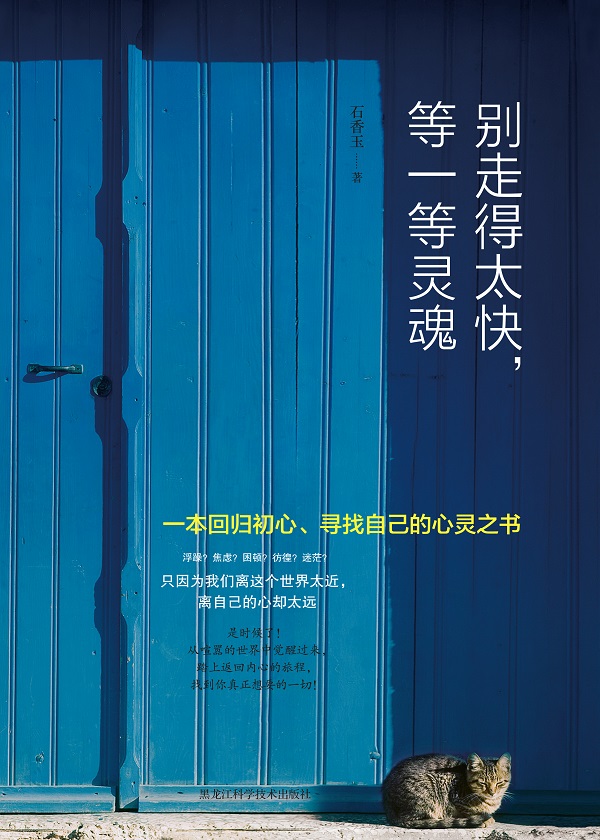 别走得太快，
等一等灵魂
石香玉……著
一本回归初心、寻找自己的心灵之书
浮躁？焦虑？困顿？彷徨？迷茫？
只因为我们离这个世界太近，
离自己的心却太远
是时候了！
从喧嚣的世界中觉醒过来，
踏上返回内心的旅程，
找到你真正想要的一切！
黑龙江科学技术出版社